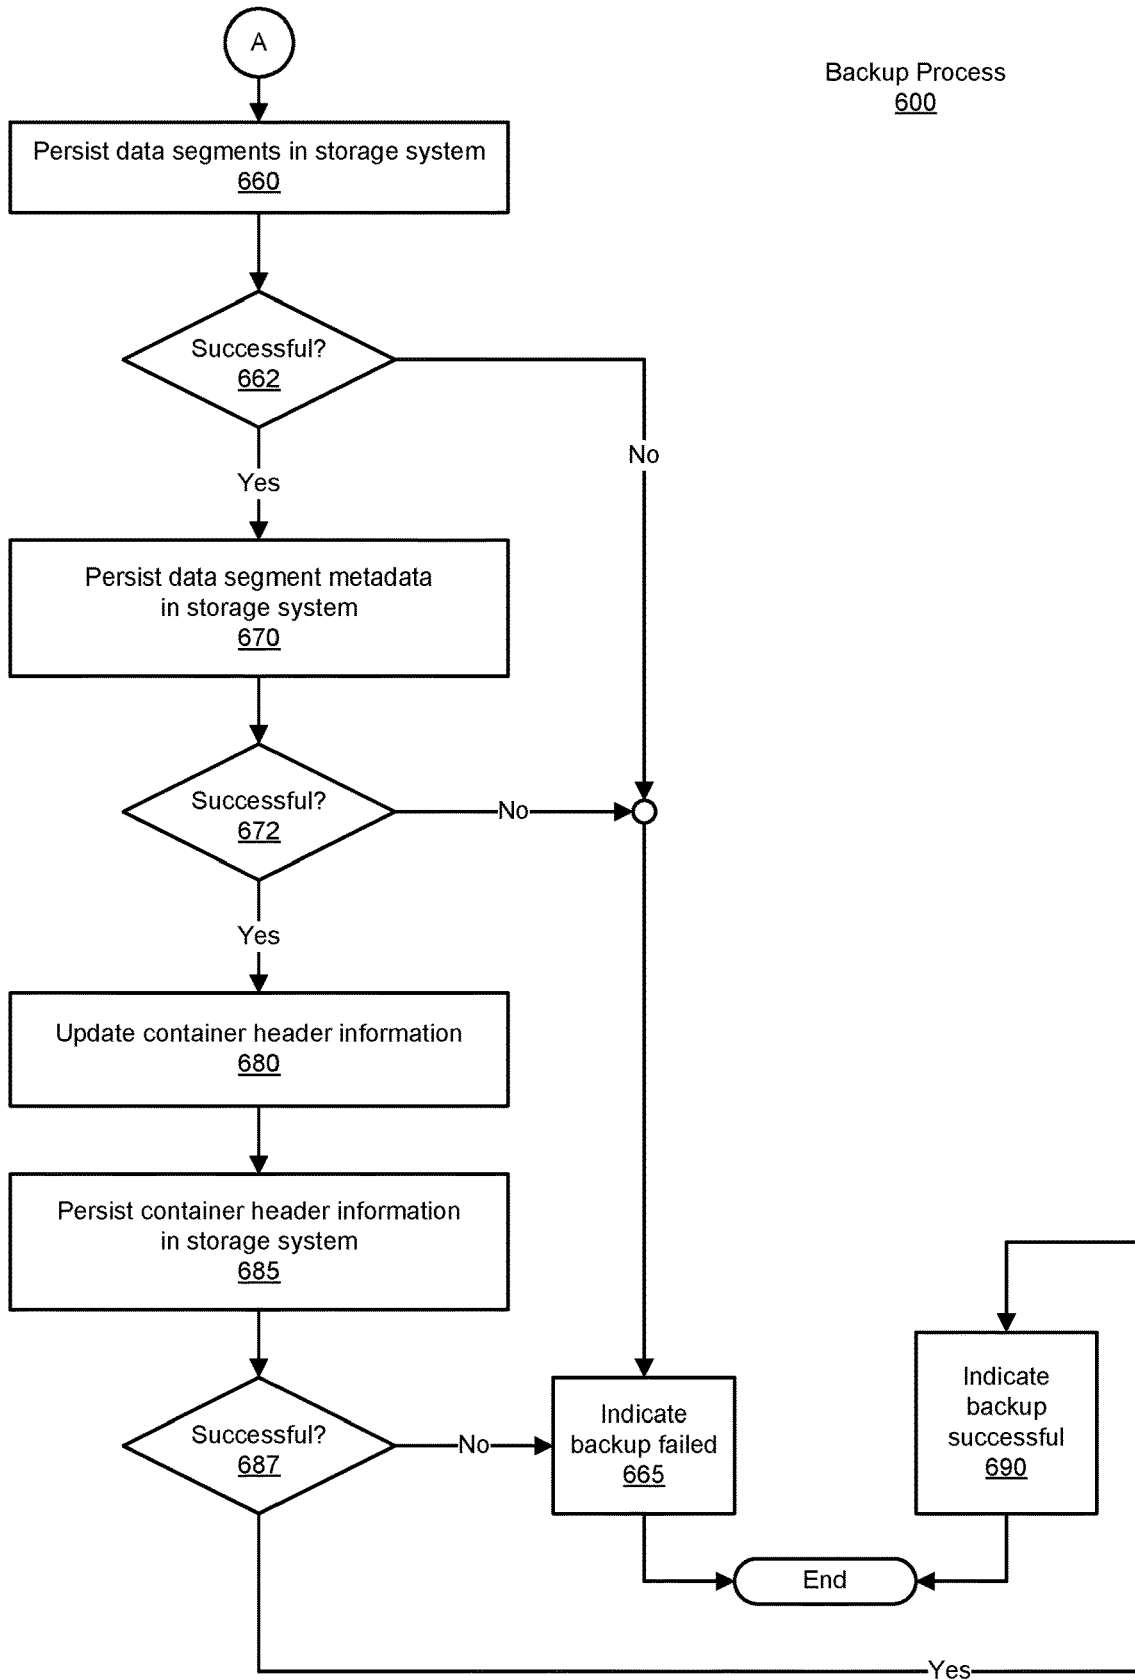 A
Backup Process
600
Persist data segments in storage system
660
Successful?
662
No
Yes
Persist data segment metadata
in storage system
670
Successful?
672
No
Yes
Update container header information
680
Persist container header information
in storage system
685
Successful?
687
No
Indicate
backup failed
665
Indicate
backup
successful
690
End
Yes